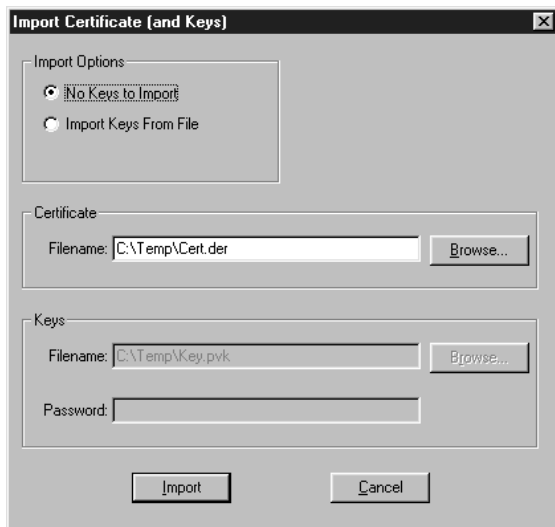 Import Certificate (and Keys)
Import Options
No Keys to Import
Import Keys From File
Certificate
Filename: C:\Temp\Cert.der Browse...
Keys
Filename: C:\Temp\Key.pvk Browse...
Password:
Import Cancel